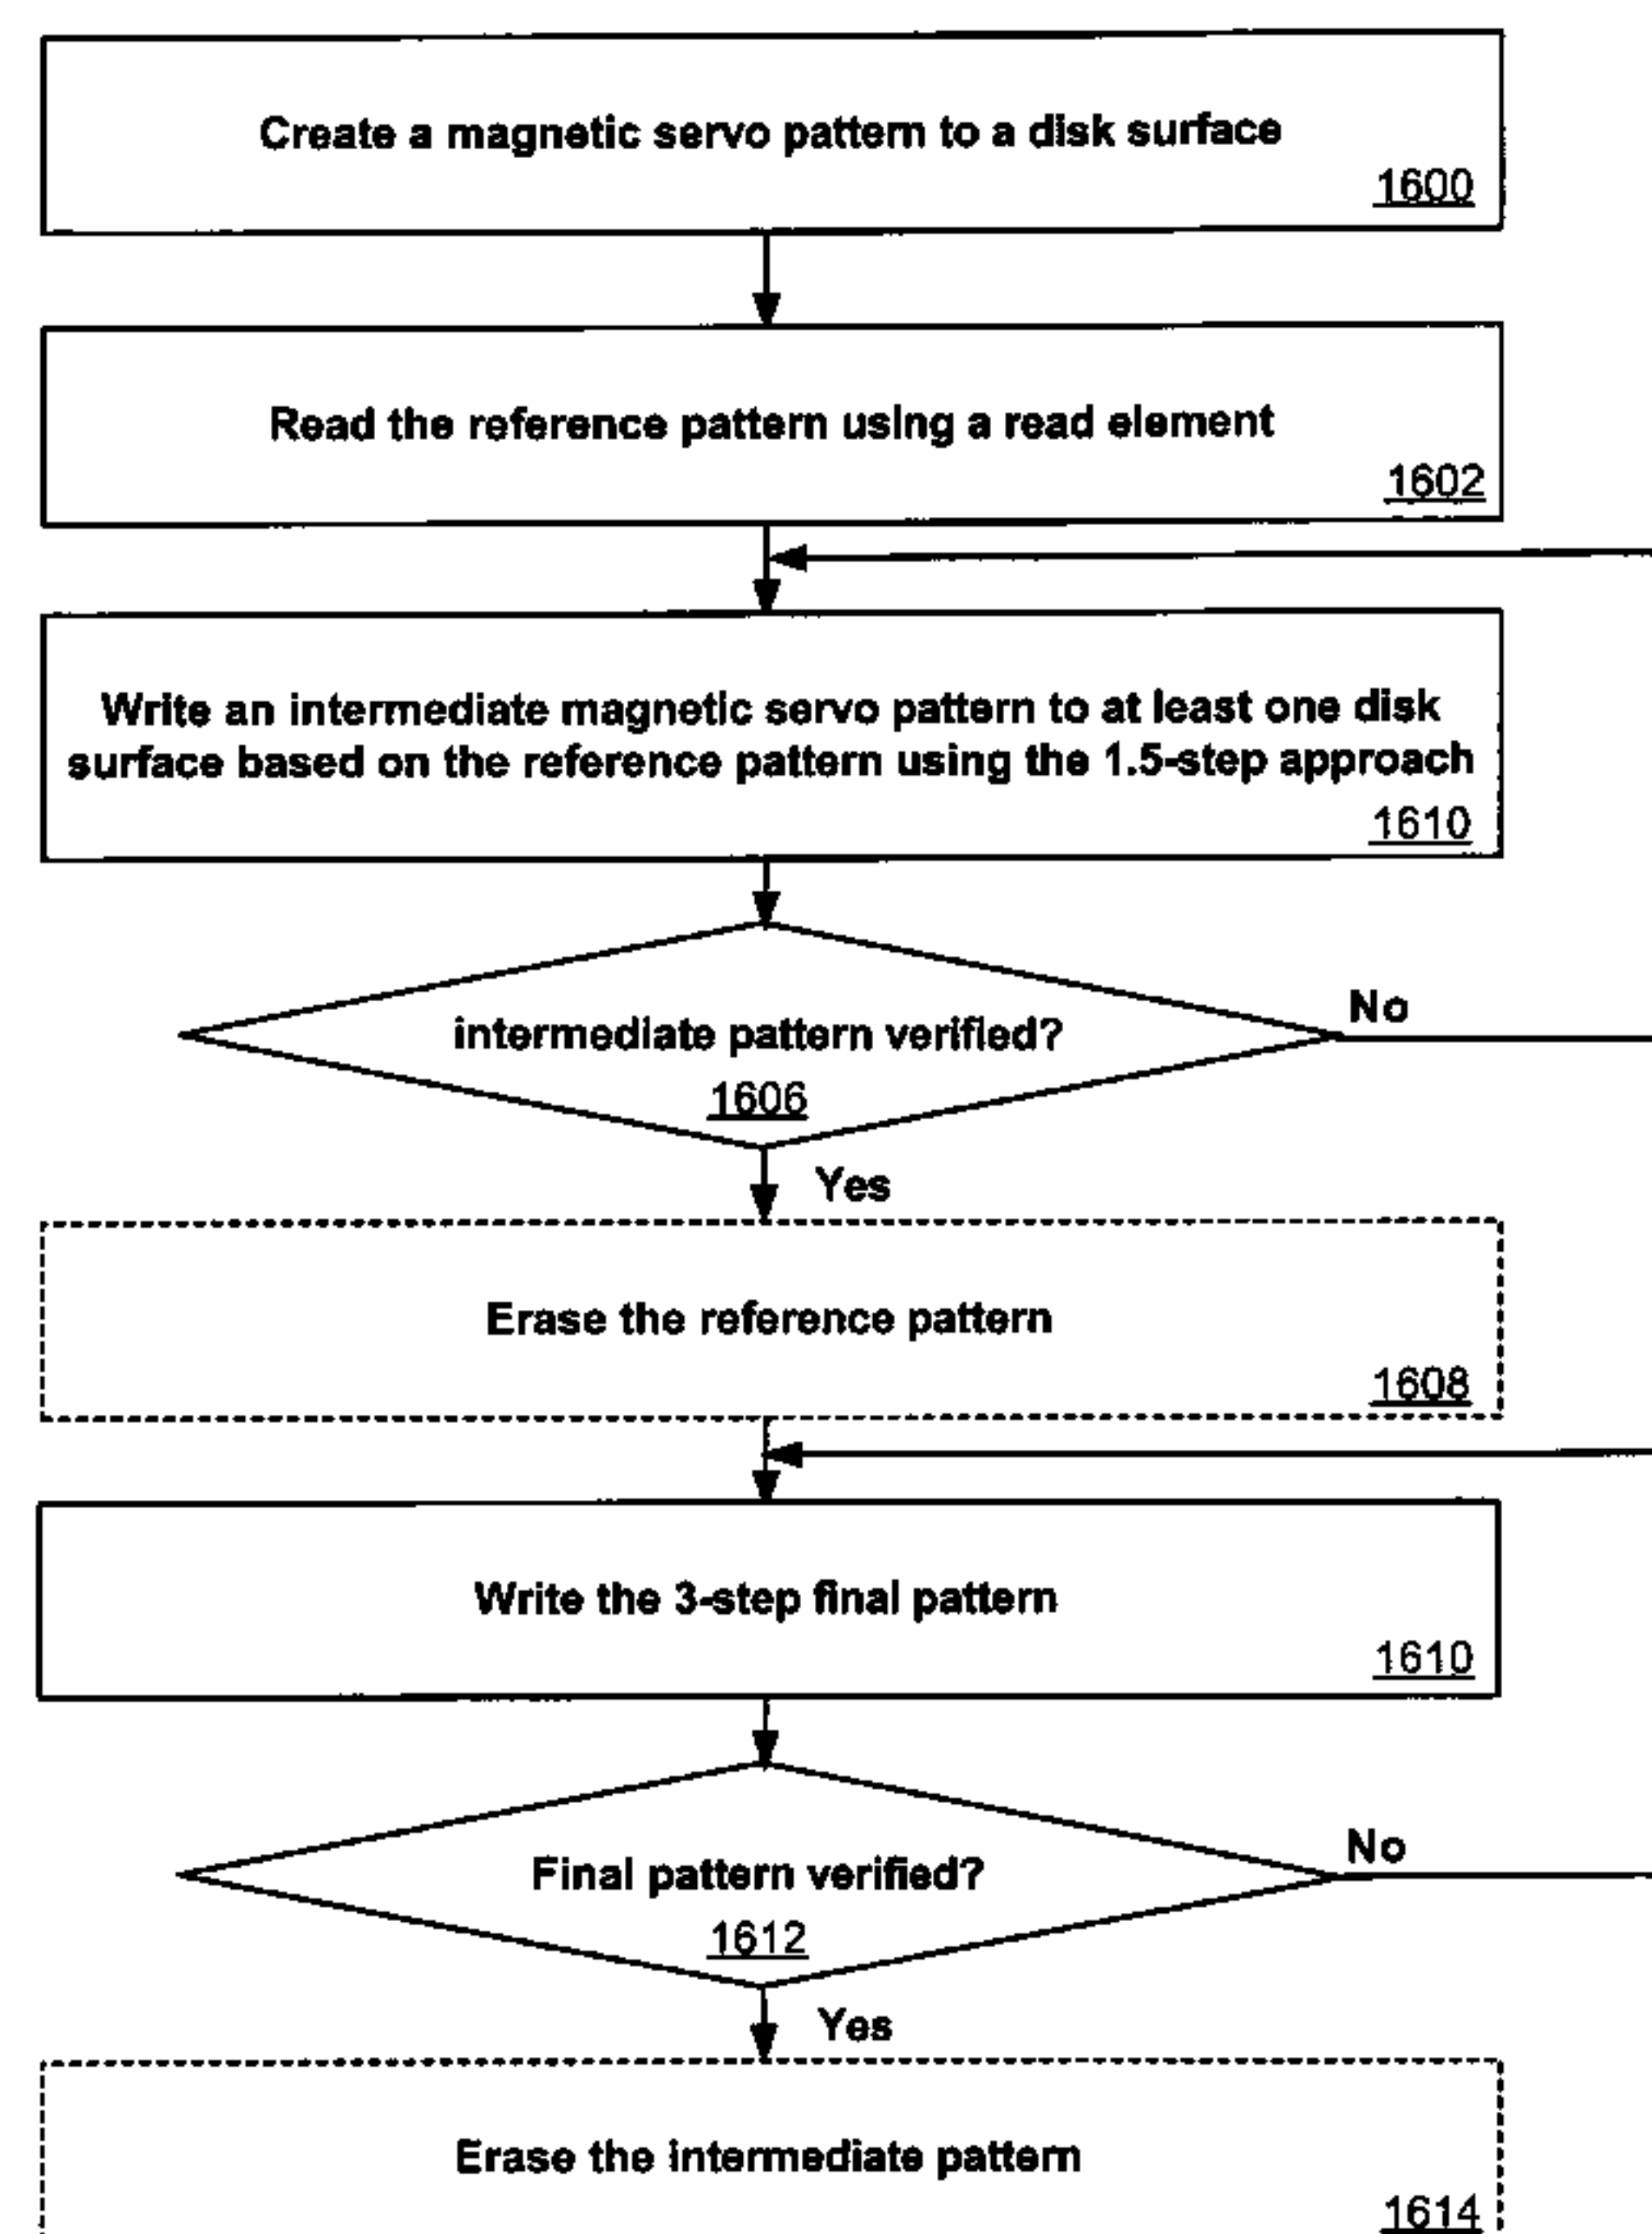 Create a magnetic servo pattern to a disk surface
1600
Read the reference pattern using a read element
1602
Write an intermediate magnetic servo pattern to at least one disk
surface based on the reference pattern using the 1.5-step approach
1610
intermediate pattern verified?
No
1606
Yes
Erase the reference pattern
1608
Write the 3-step final pattern
1610
Final pattern verified?
No
1612
Yes
Erase the intermediate pattern
1614